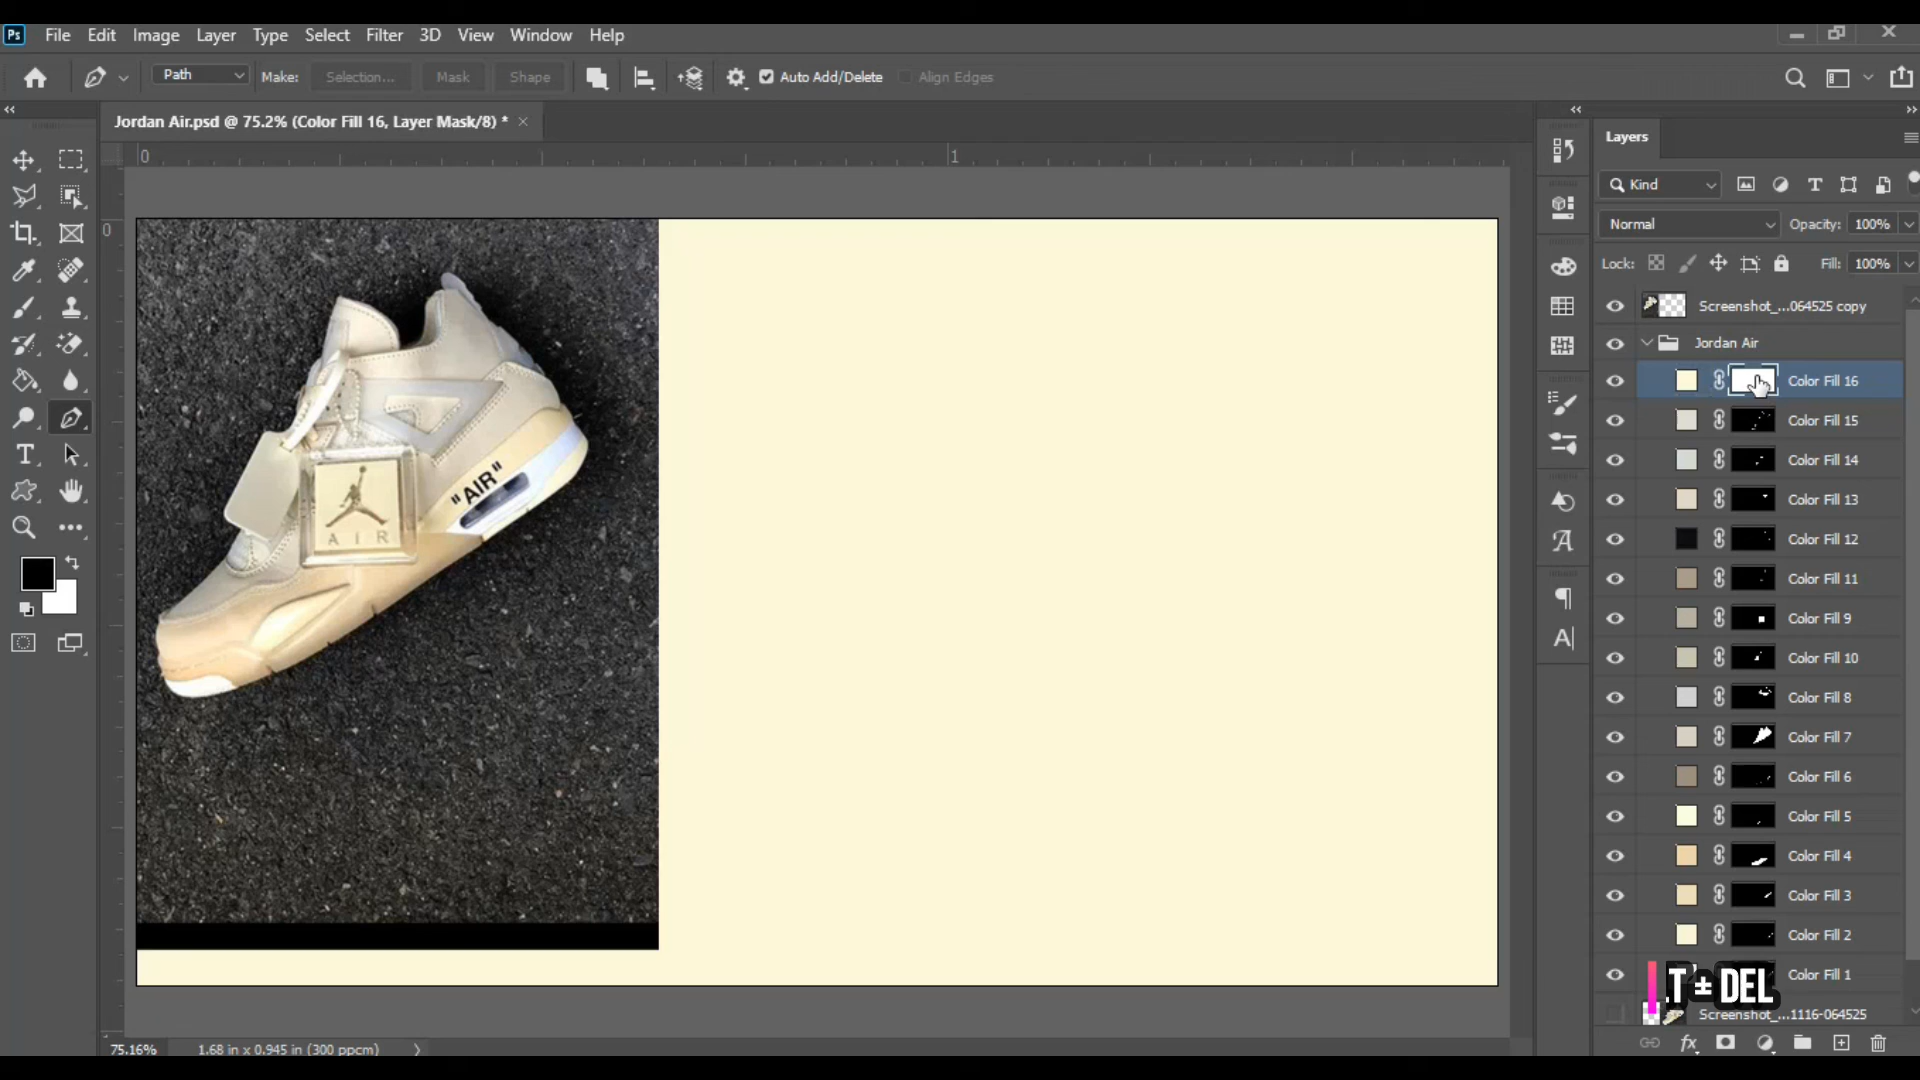 Ps File Edit Image Layer Type Select Filter 3D View Window Help
Path Make: Selection... Mask Shape Auto Add/Delete Align Edges
Jordan Air.psd @ 75.2% (Color Fill 16, Layer Mask/8) *
0 1
0
"AIR"
AIR
75.16% 1.68 in x 0.945 in (300 ppcm)
Layers
Kind
Normal Opacity: 100%
Lock: Fill: 100%
Screenshot_...064525 copy
Jordan Air
Color Fill 16
Color Fill 15
Color Fill 14
Color Fill 13
Color Fill 12
Color Fill 11
Color Fill 9
Color Fill 10
Color Fill 8
Color Fill 7
Color Fill 6
Color Fill 5
Color Fill 4
Color Fill 3
Color Fill 2
Color Fill 1
.T ± DEL
Screenshot_...1116-064525
fx